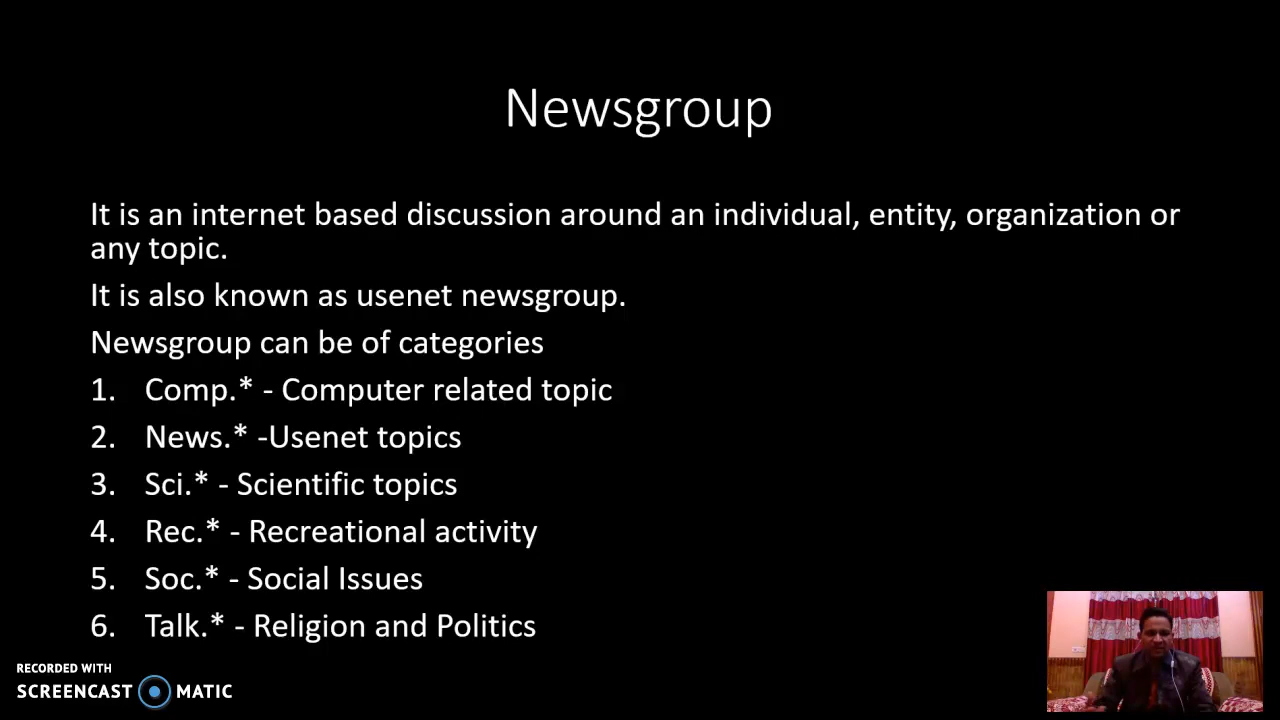 Newsgroup
It is an internet based discussion around an individual, entity, organization or
any topic.
It is also known as usenet newsgroup.
Newsgroup can be of categories
1. Comp.* - Computer related topic
2. News.* -Usenet topics
3. Sci.* - Scientific topics
4. Rec.* - Recreational activity
5. Soc.* - Social Issues
6. Talk.* - Religion and Politics
RECORDED WITH
SCREENCAST MATIC